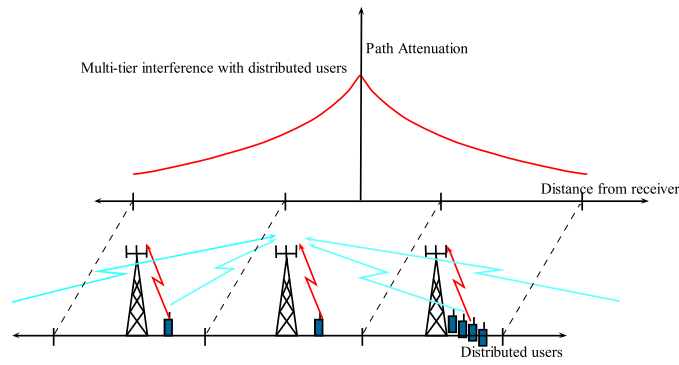 Path Attenuation
Multi-tier interference with distributed users
Distance from receiver
Distributed users